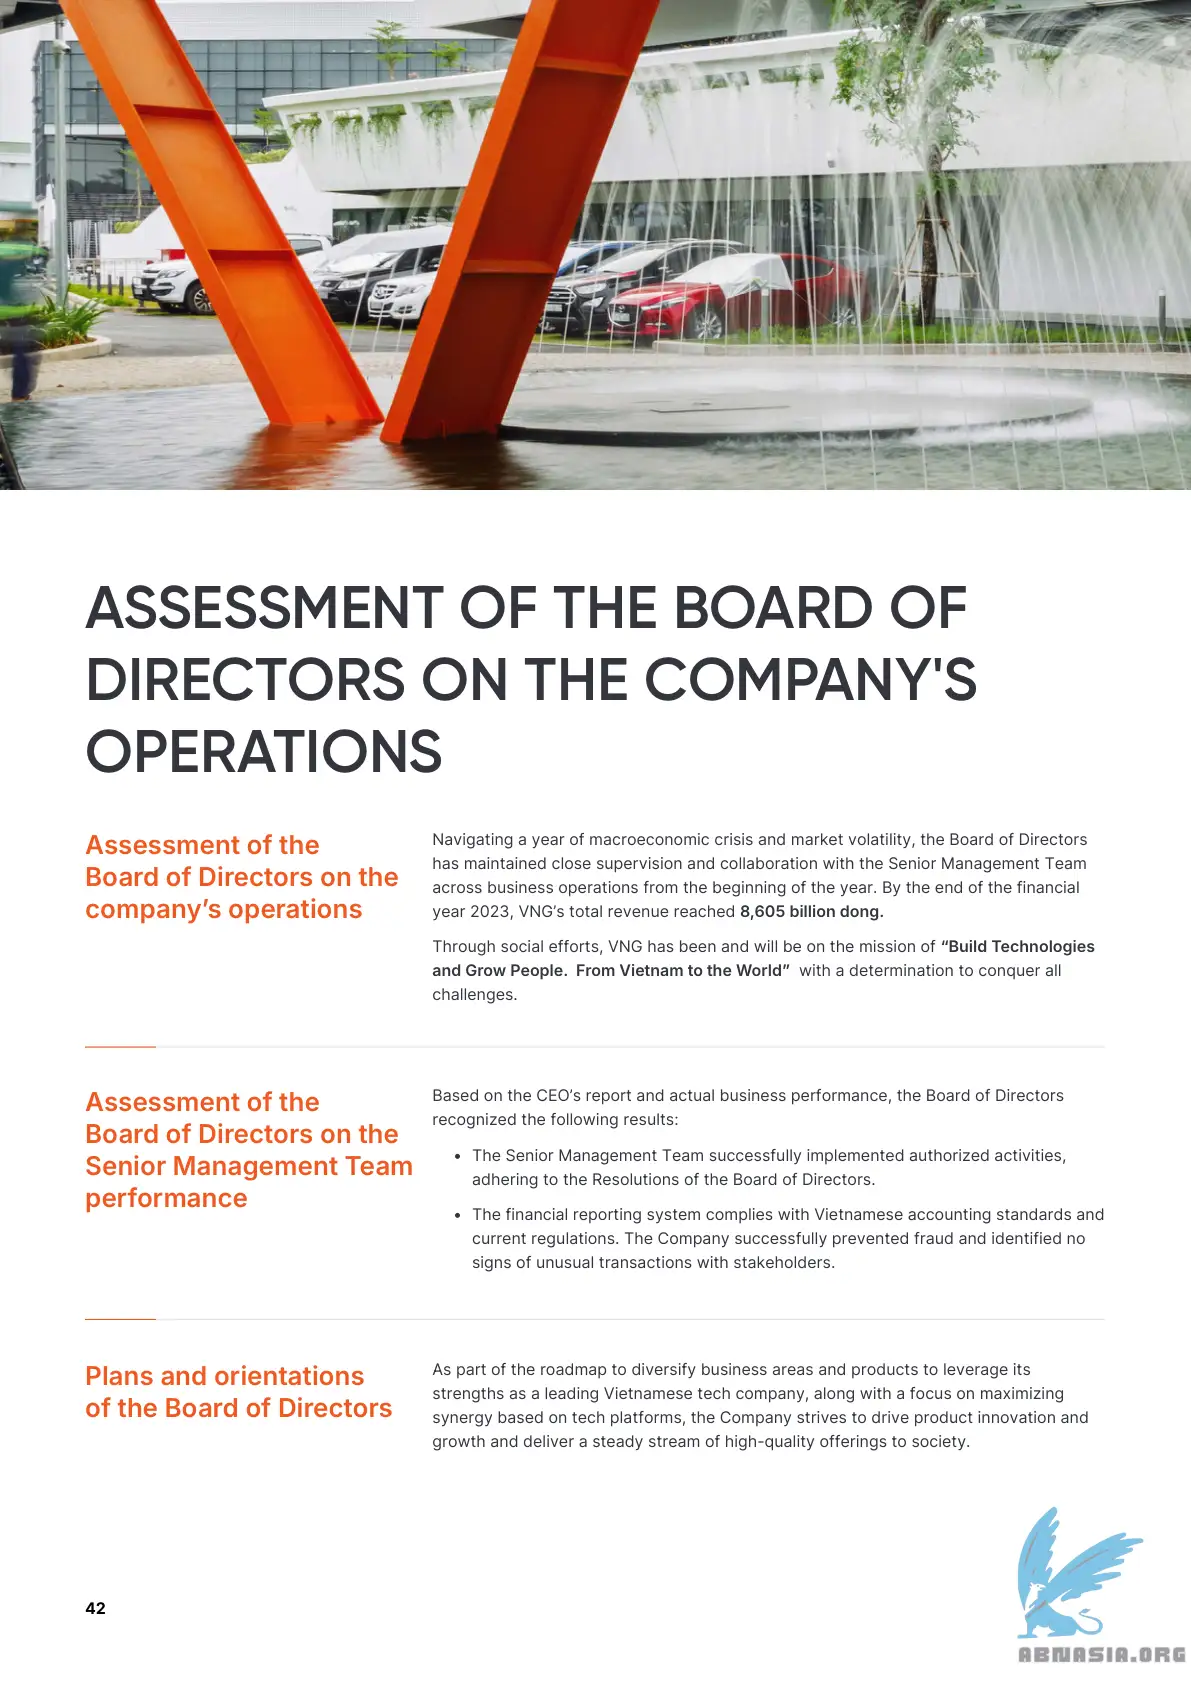 ASSESSMENT OF THE BOARD OF
DIRECTORS ON THE COMPANY'S
OPERATIONS
Assessment of the
Board of Directors on the
company’s operations
Navigating a year of macroeconomic crisis and market volatility, the Board of Directors
has maintained close supervision and collaboration with the Senior Management Team
across business operations from the beginning of the year. By the end of the financial
year 2023, VNG’s total revenue reached 8,605 billion dong.
Through social efforts, VNG has been and will be on the mission of “Build Technologies
and Grow People. From Vietnam to the World” with a determination to conquer all
challenges.
Assessment of the
Board of Directors on the
Senior Management Team
performance
Based on the CEO’s report and actual business performance, the Board of Directors
recognized the following results:
• The Senior Management Team successfully implemented authorized activities,
adhering to the Resolutions of the Board of Directors.
• The financial reporting system complies with Vietnamese accounting standards and
current regulations. The Company successfully prevented fraud and identified no
signs of unusual transactions with stakeholders.
Plans and orientations
of the Board of Directors
As part of the roadmap to diversify business areas and products to leverage its
strengths as a leading Vietnamese tech company, along with a focus on maximizing
synergy based on tech platforms, the Company strives to drive product innovation and
growth and deliver a steady stream of high-quality offerings to society.
42
ABNASIA.ORG